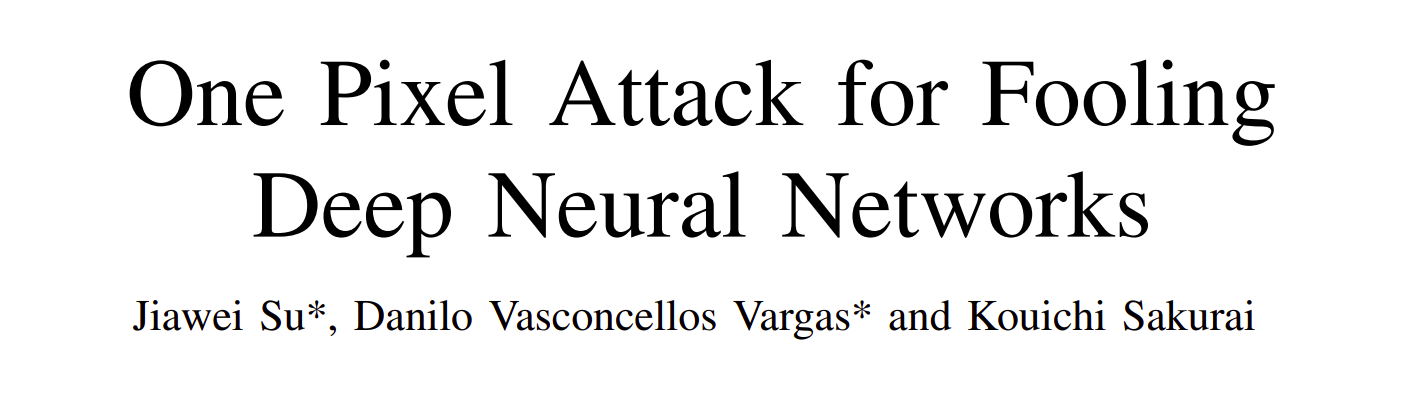 One Pixel Attack for Fooling
Deep Neural Networks
Jiawei Su*, Danilo Vasconcellos Vargas* and Kouichi Sakurai